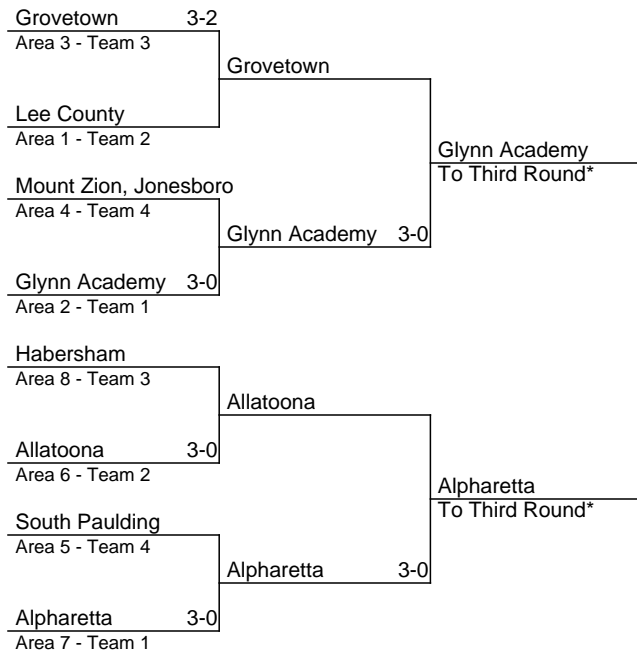 Grovetown 3-2
Area 3 - Team 3
Grovetown
Lee County
Area 1 - Team 2
Glynn Academy
To Third Round*
Mount Zion, Jonesboro
Area 4 - Team 4
Glynn Academy 3-0
Glynn Academy 3-0
Area 2 - Team 1
Habersham
Area 8 - Team 3
Allatoona
Allatoona 3-0
Area 6 - Team 2
Alpharetta
To Third Round*
South Paulding
Area 5 - Team 4
Alpharetta 3-0
Alpharetta 3-0
Area 7 - Team 1